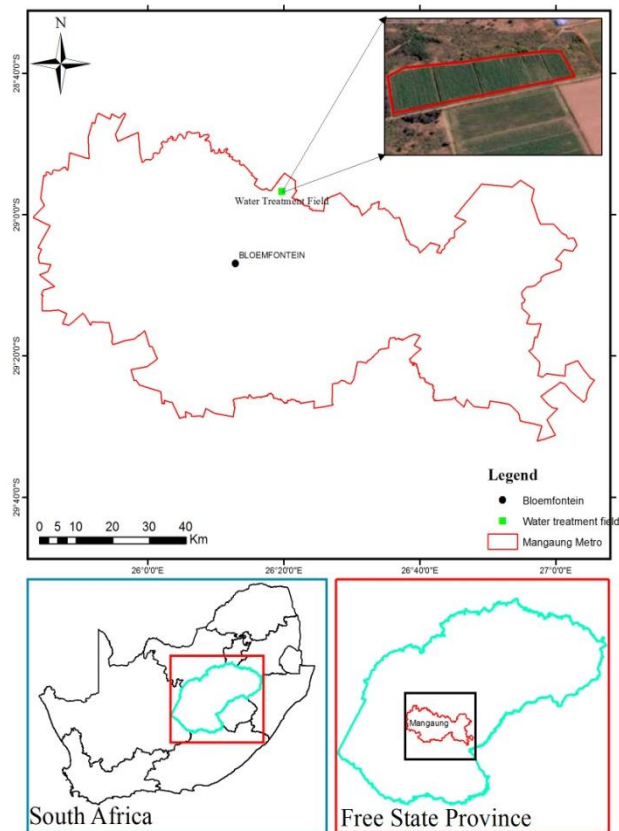 N
28°40'0"S
29°0'0"S
29°20'0"S
29°40'0"S
Water Treatment Field
BLOEMFONTEIN
Legend
Bloemfontein
Water treatment field
Mangaung Metro
0 5 10 20 30 40
Km
26°0'0"E 26°20'0"E 26°40'0"E 27°0'0"E
South Africa
Mangaung
Free State Province